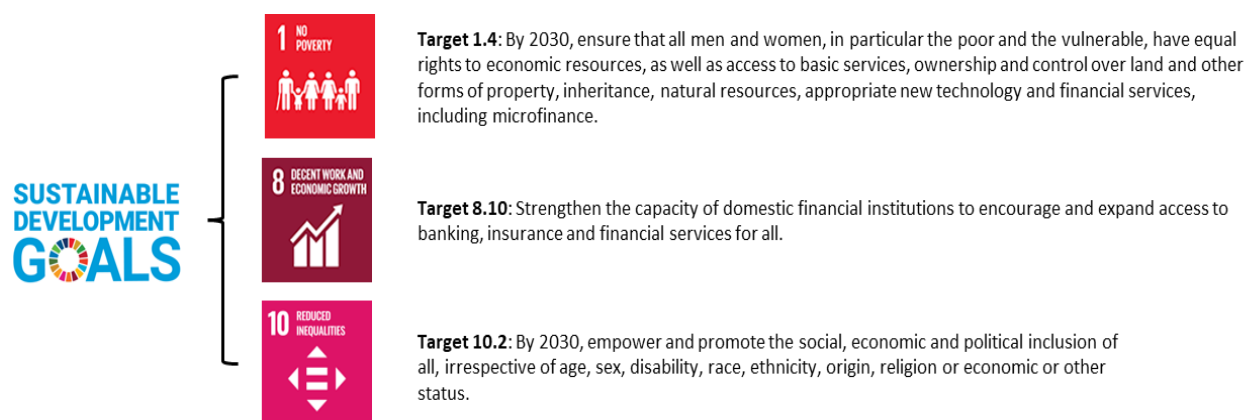 SUSTAINABLE
DEVELOPMENT
GOALS
1 NO
POVERTY
Target 1.4: By 2030, ensure that all men and women, in particular the poor and the vulnerable, have equal
rights to economic resources, as well as access to basic services, ownership and control over land and other
forms of property, inheritance, natural resources, appropriate new technology and financial services,
including microfinance.
8 DECENT WORK AND
ECONOMIC GROWTH
Target 8.10: Strengthen the capacity of domestic financial institutions to encourage and expand access to
banking, insurance and financial services for all.
10 REDUCED
INEQUALITIES
Target 10.2: By 2030, empower and promote the social, economic and political inclusion of
all, irrespective of age, sex, disability, race, ethnicity, origin, religion or economic or other
status.